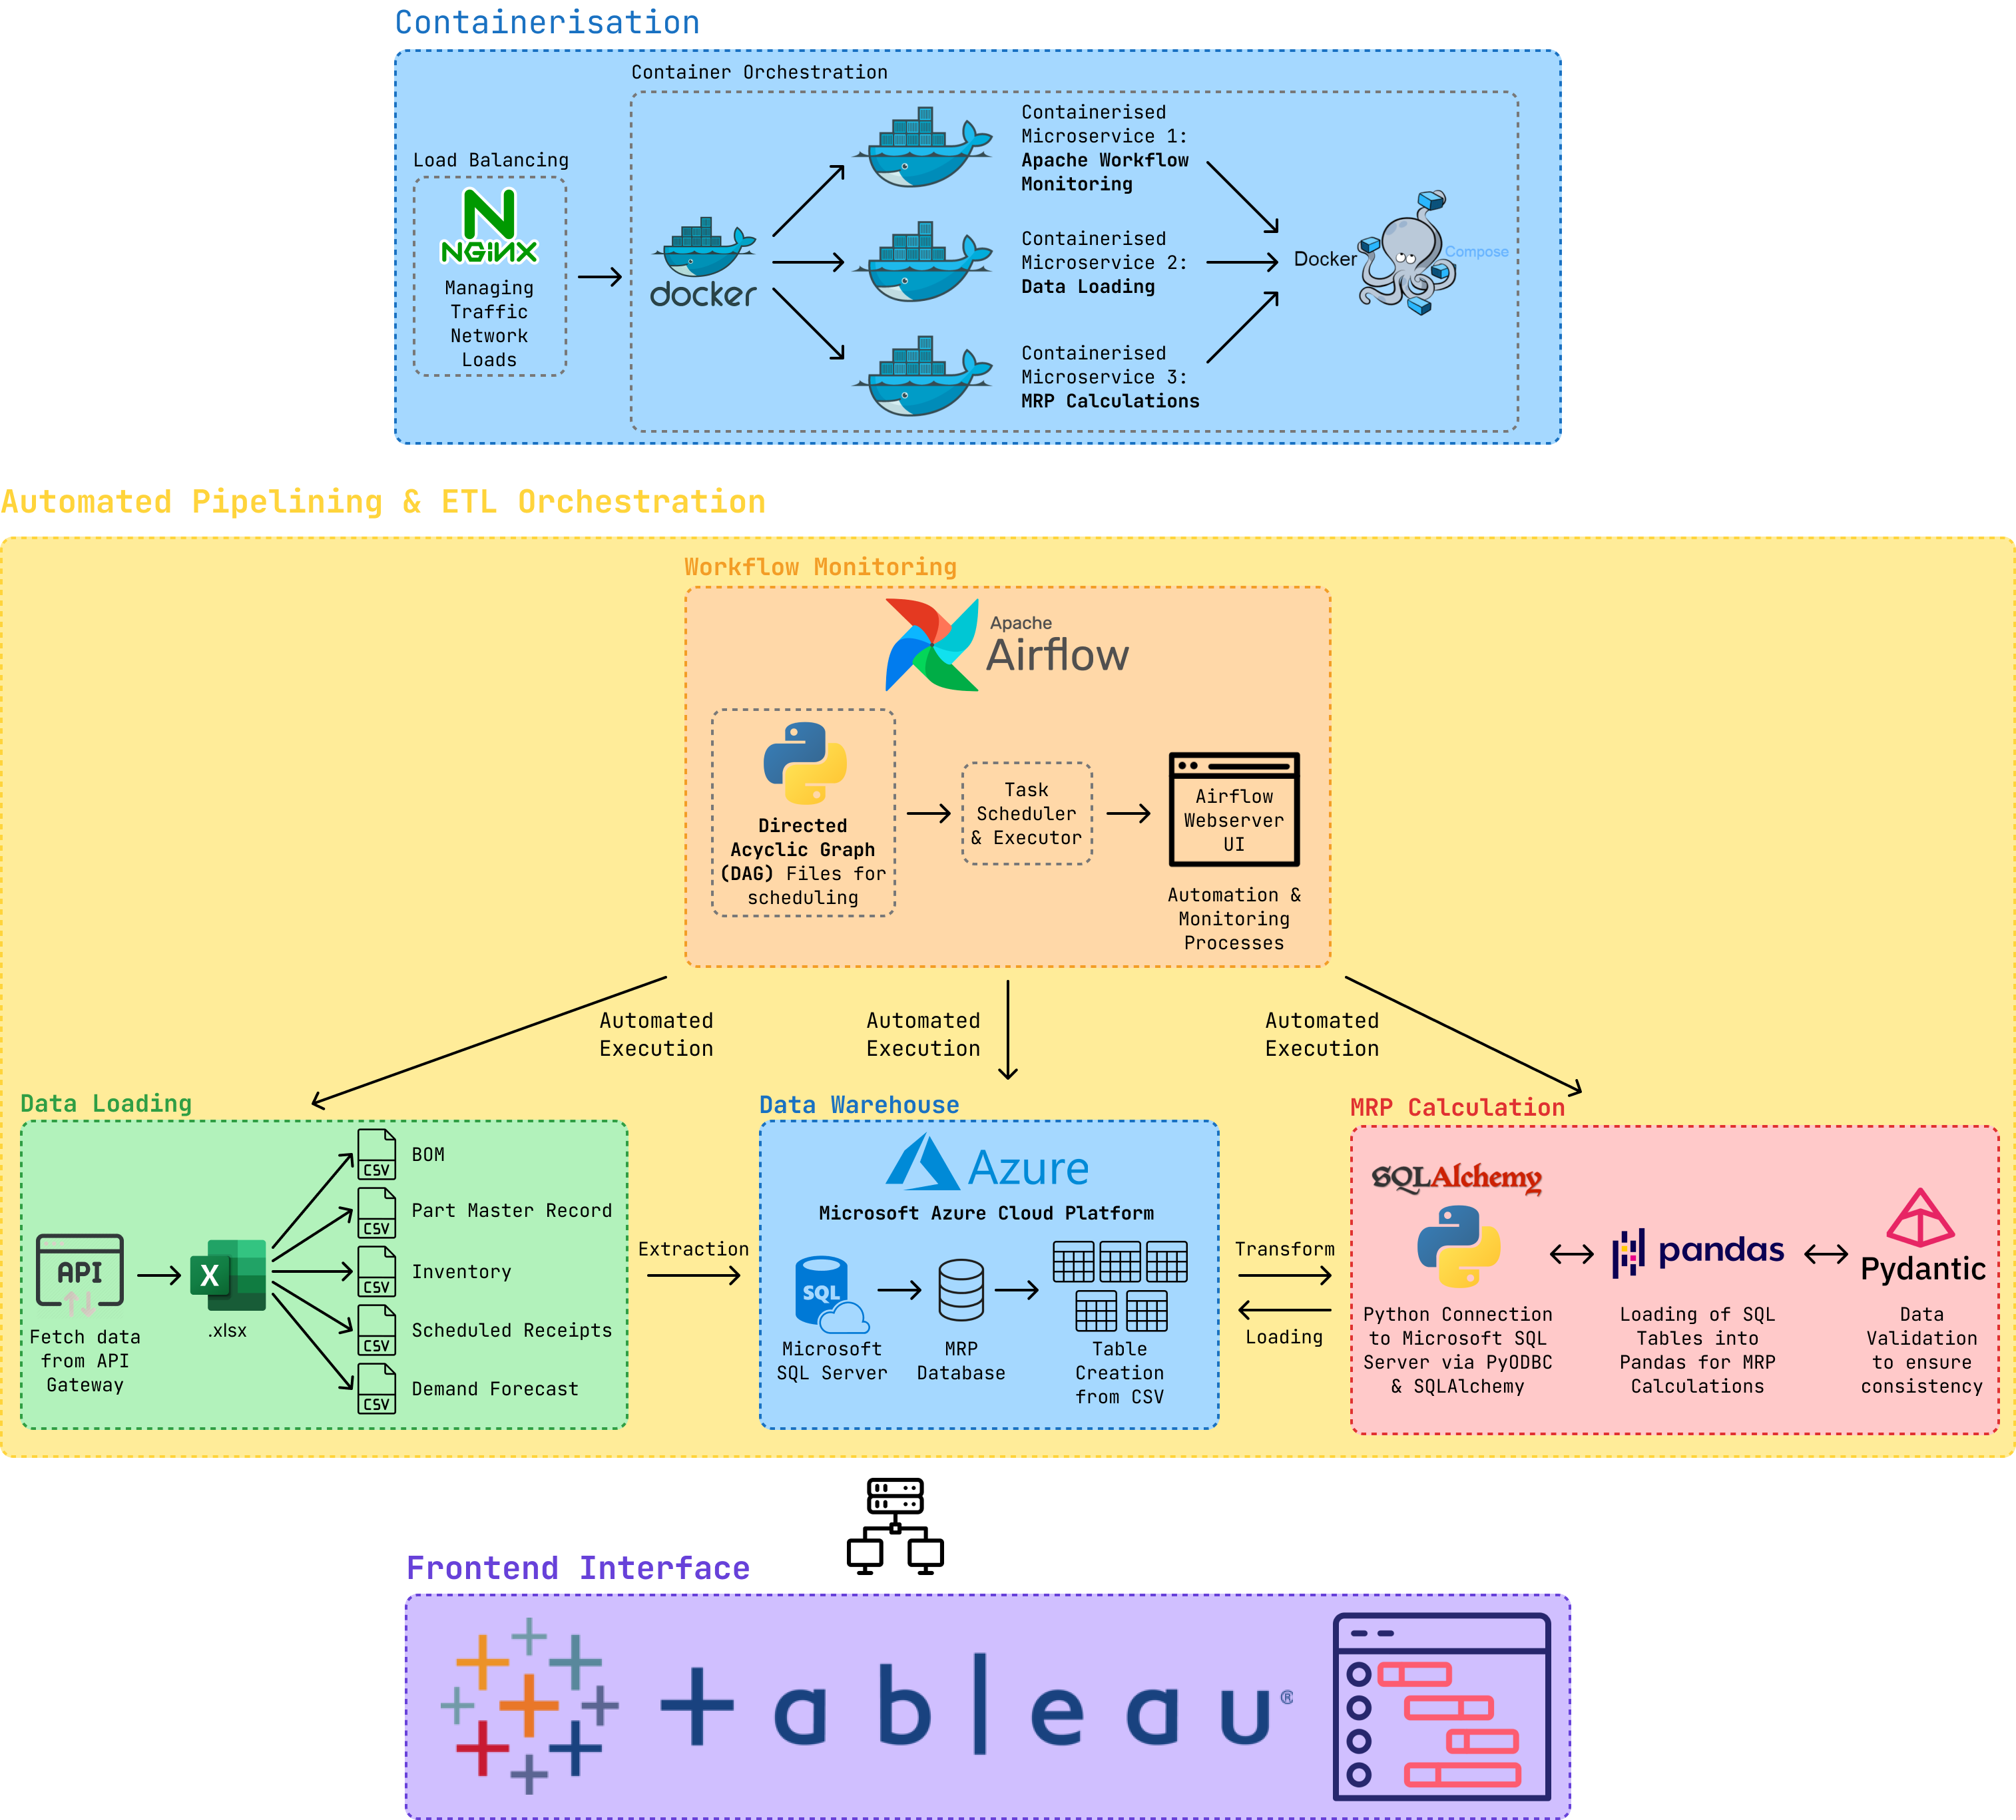 Containerisation
Container Orchestration
Load Balancing
NGINX
Managing
Traffic
Network
Loads
docker
Containerised
Microservice 1:
Apache Workflow
Monitoring
Containerised
Microservice 2:
Data Loading
Containerised
Microservice 3:
MRP Calculations
Docker Compose
Automated Pipelining & ETL Orchestration
Workflow Monitoring
Apache
Airflow
Directed
Acyclic Graph
(DAG) Files for
scheduling
Task
Scheduler
& Executor
Airflow
Webserver
UI
Automation &
Monitoring
Processes
Automated
Execution
Automated
Execution
Automated
Execution
Data Loading
API
Fetch data
from API
Gateway
X
.xlsx
CSV BOM
CSV Part Master Record
CSV Inventory
CSV Scheduled Receipts
CSV Demand Forecast
Extraction
Data Warehouse
Azure
Microsoft Azure Cloud Platform
SQL
Microsoft
SQL Server
MRP
Database
Table
Creation
from CSV
Transform
Loading
MRP Calculation
SQLAlchemy
Python Connection
to Microsoft SQL
Server via PyODBC
& SQLAlchemy
pandas
Loading of SQL
Tables into
Pandas for MRP
Calculations
Pydantic
Data
Validation
to ensure
consistency
Frontend Interface
+ableau®